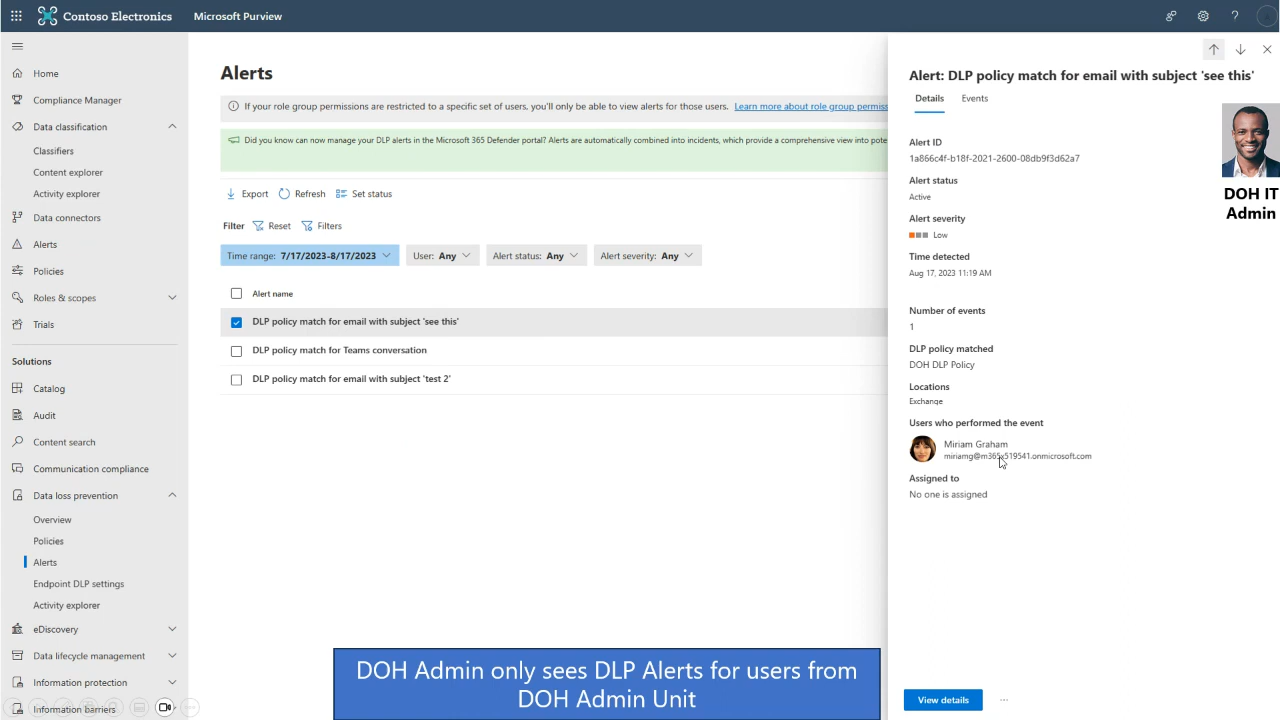 Contoso Electronics
Microsoft Purview
Home
Compliance Manager
Data classification
Classifiers
Content explorer
Activity explorer
Data connectors
Alerts
Policies
Roles & scopes
Trials
Solutions
Catalog
Audit
Content search
Communication compliance
Data loss prevention
Overview
Policies
Alerts
Endpoint DLP settings
Activity explorer
eDiscovery
Data lifecycle management
Information protection
Information barriers
Alerts
If your role group permissions are restricted to a specific set of users, you'll only be able to view alerts for those users. Learn more about role group permiss
Did you know can now manage your DLP alerts in the Microsoft 365 Defender portal? Alerts are automatically combined into incidents, which provide a comprehensive view into pote
Export Refresh Set status
Filter Reset Filters
Time range: 7/17/2023-8/17/2023 User: Any Alert status: Any Alert severity: Any
Alert name
DLP policy match for email with subject 'see this'
DLP policy match for Teams conversation
DLP policy match for email with subject 'test 2'
Alert: DLP policy match for email with subject 'see this'
Details Events
Alert ID
1a866c4f-b18f-2021-2600-08db9f3d62a7
Alert status
Active
Alert severity
Low
Time detected
Aug 17, 2023 11:19 AM
Number of events
1
DLP policy matched
DOH DLP Policy
Locations
Exchange
Users who performed the event
Miriam Graham
miriamg@m365x519541.onmicrosoft.com
Assigned to
No one is assigned
View details
DOH IT
Admin
DOH Admin only sees DLP Alerts for users from
DOH Admin Unit